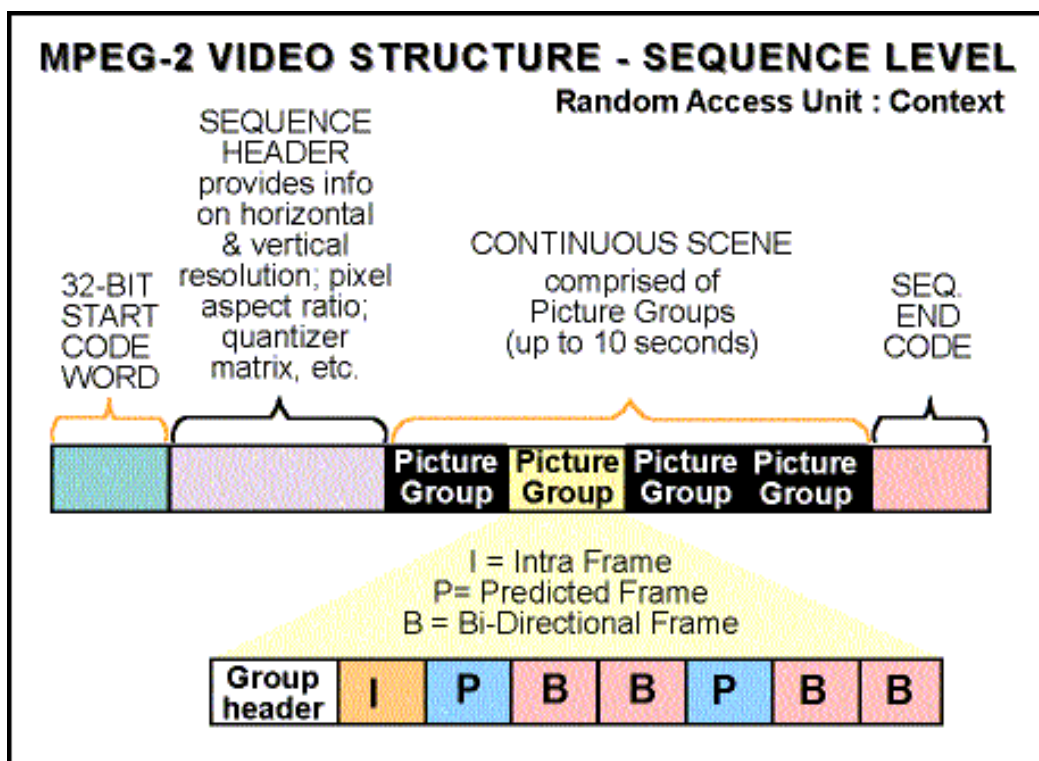 MPEG-2 VIDEO STRUCTURE - SEQUENCE LEVEL
Random Access Unit : Context
32-BIT
START
CODE
WORD
SEQUENCE
HEADER
provides info
on horizontal
& vertical
resolution; pixel
aspect ratio;
quantizer
matrix, etc.
CONTINUOUS SCENE
comprised of
Picture Groups
(up to 10 seconds)
SEQ.
END
CODE
Picture
Group
Picture
Group
Picture
Group
Picture
Group
I = Intra Frame
P= Predicted Frame
B = Bi-Directional Frame
Group
header
I
P
B
B
P
B
B